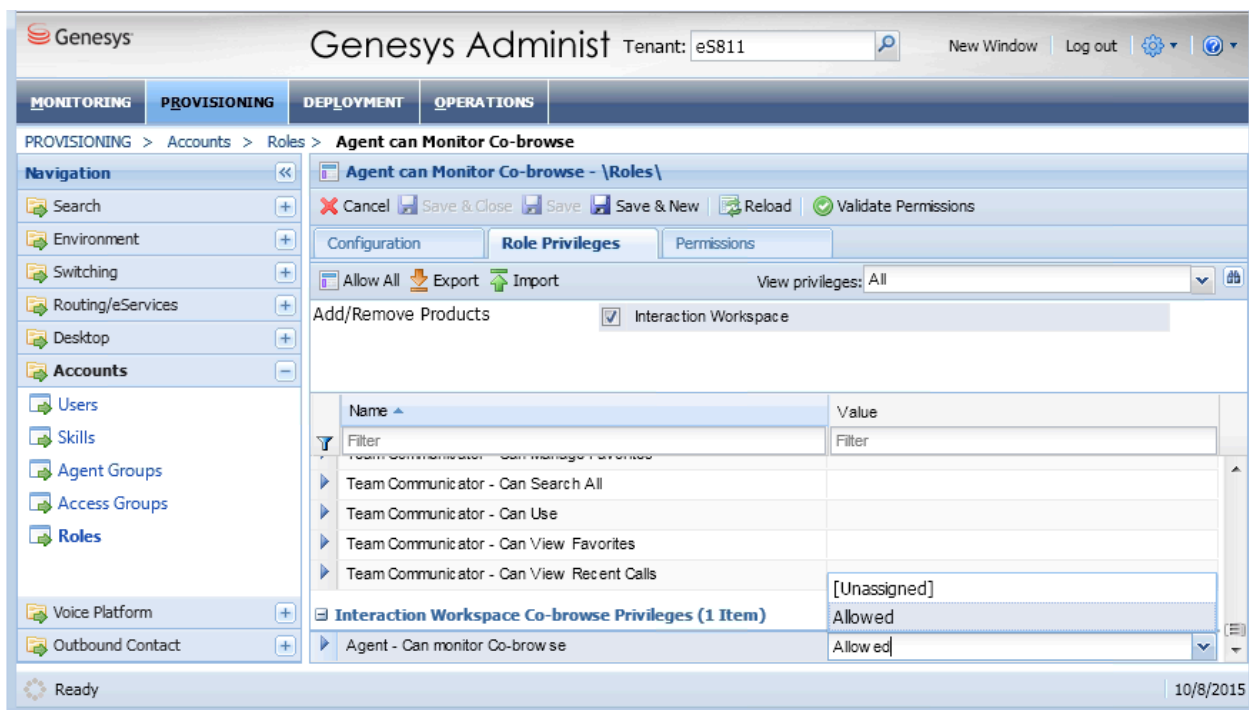 Genesys
Genesys Administ Tenant: eS811 New Window Log out
MONITORING PROVISIONING DEPLOYMENT OPERATIONS
PROVISIONING > Accounts > Roles > Agent can Monitor Co-browse
Navigation
Search
Environment
Switching
Routing/eServices
Desktop
Accounts
Users
Skills
Agent Groups
Access Groups
Roles
Voice Platform
Outbound Contact
Agent can Monitor Co-browse - \Roles\
Cancel Save & Close Save Save & New Reload Validate Permissions
Configuration Role Privileges Permissions
Allow All Export Import View privileges: All
Add/Remove Products Interaction Workspace
Name Value
Filter Filter
Team Communicator - Can Manage Favorites
Team Communicator - Can Search All
Team Communicator - Can Use
Team Communicator - Can View Favorites
Team Communicator - Can View Recent Calls
[Unassigned]
Interaction Workspace Co-browse Privileges (1 Item) Allowed
Agent - Can monitor Co-browse Allowed
Ready 10/8/2015